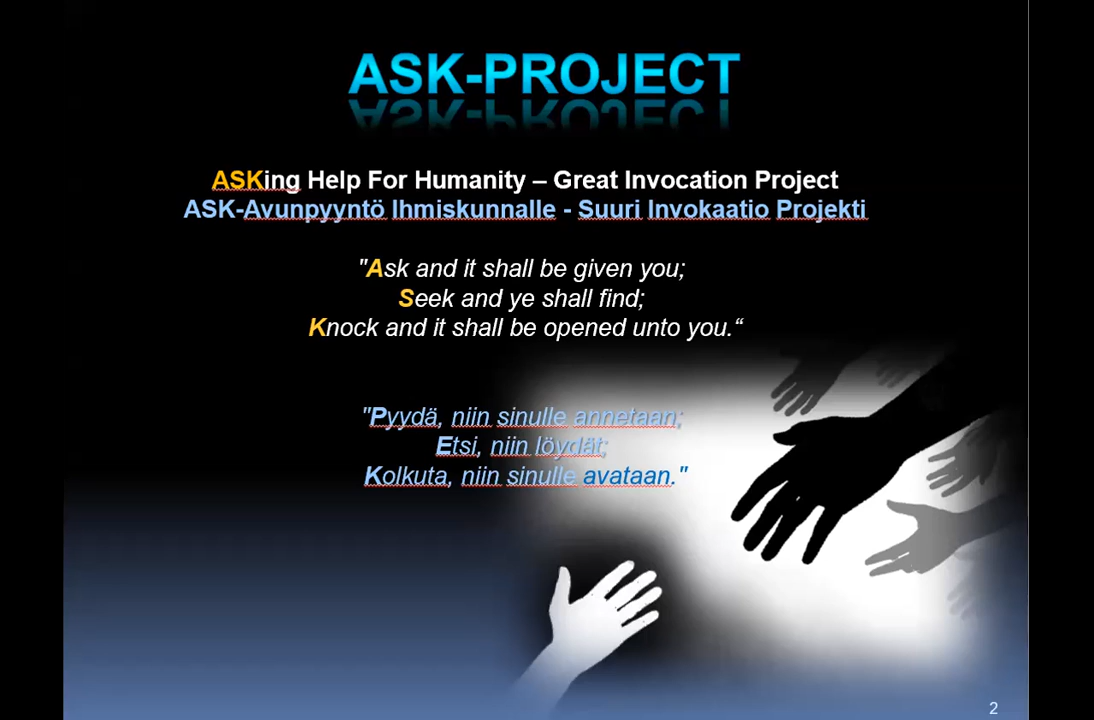 ASK-PROJECT
ASKing Help For Humanity – Great Invocation Project
ASK-Avunpyyntö Ihmiskunnalle - Suuri Invokaatio Projekti
"Ask and it shall be given you;
Seek and ye shall find;
Knock and it shall be opened unto you.“
"Pyydä, niin sinulle annetaan;
Etsi, niin löydät;
Kolkuta, niin sinulle avataan."
2